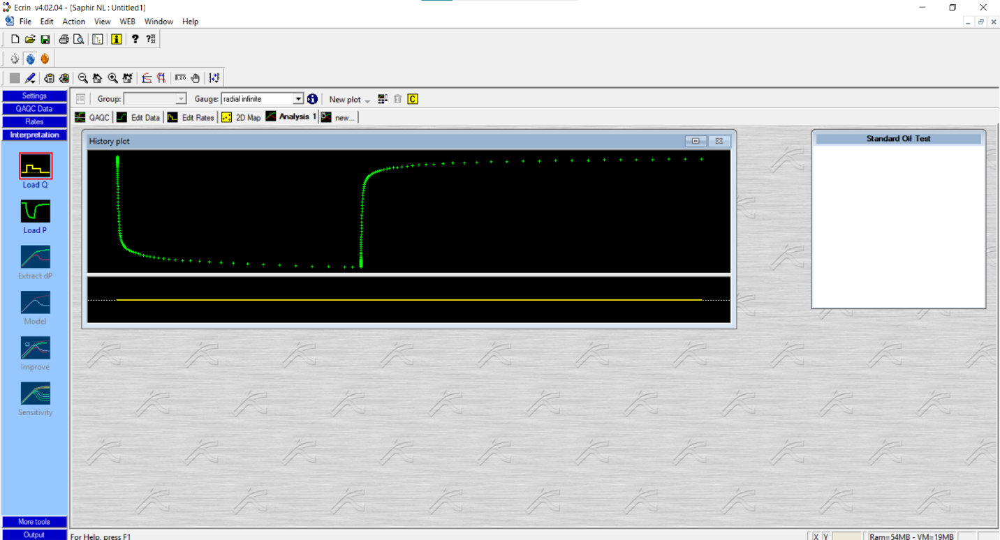 Ecrin v4.02.04 - [Saphir NL : Untitled1]
File Edit Action View WEB Window Help
Settings
QAQC Data
Rates
Interpretation
Load Q
Load P
Extract dP
Model
Improve
Sensitivity
More tools
Output
Group: Gauge: radial infinite New plot
QAQC Edit Data Edit Rates 2D Map Analysis 1 new...
History plot
Standard Oil Test
For Help, press F1
X Y Ram=54MB - VM=19MB